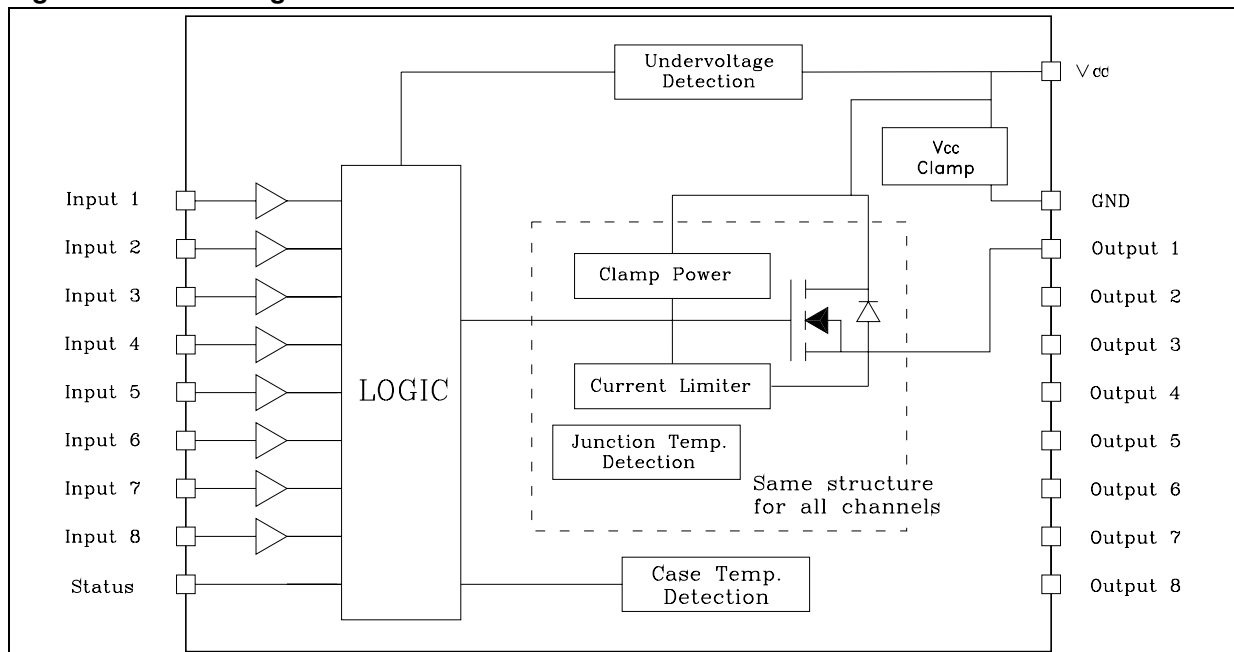 Undervoltage
Detection
Vcc
Vcc
Clamp
Input 1
GND
Input 2
Output 1
Clamp Power
Input 3
Output 2
Input 4
Output 3
Current Limiter
Input 5
LOGIC
Output 4
Input 6
Junction Temp.
Detection
Output 5
Input 7
Same structure
for all channels
Output 6
Input 8
Output 7
Status
Case Temp.
Detection
Output 8